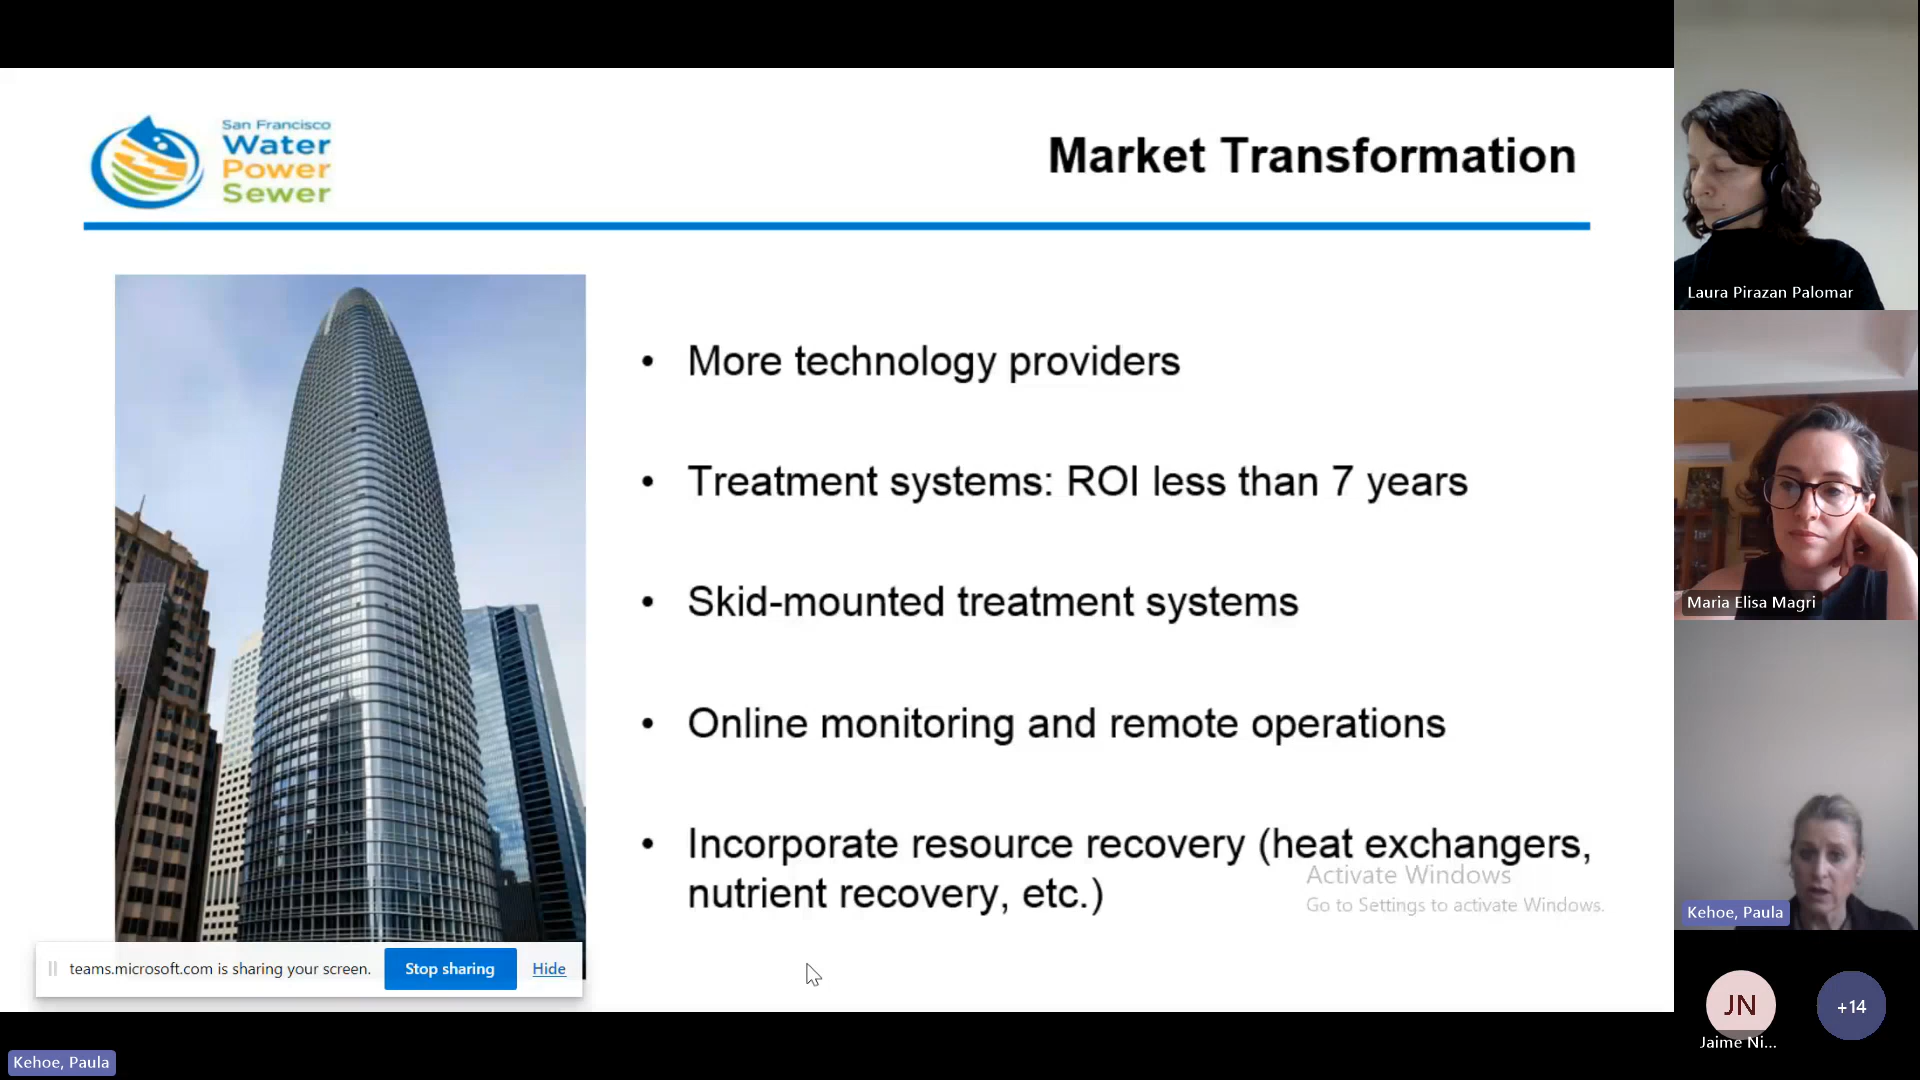 San Francisco
Water
Power
Sewer
Market Transformation
• More technology providers
• Treatment systems: ROI less than 7 years
• Skid-mounted treatment systems
• Online monitoring and remote operations
• Incorporate resource recovery (heat exchangers,
nutrient recovery, etc.)
Activate Windows
Go to Settings to activate Windows.
teams.microsoft.com is sharing your screen.
Stop sharing
Hide
Kehoe, Paula
Laura Pirazan Palomar
Maria Elisa Magri
Kehoe, Paula
JN
Jaime Ni...
+14